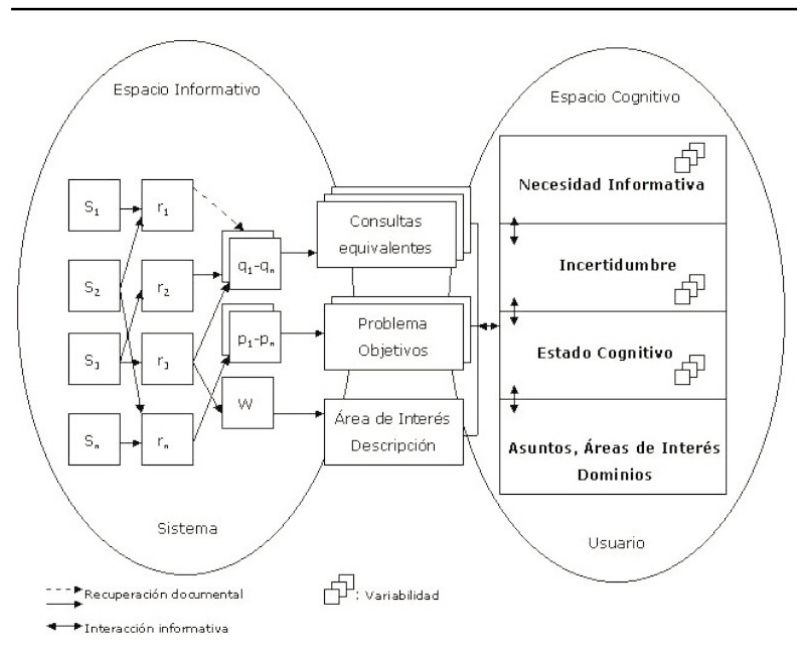 Espacio Informativo
Espacio Cognitivo
S1
r1
S2
r2
S3
r3
Sn
rn
q1-qn
p1-pn
W
Consultas
equivalentes
Problema
Objetivos
Área de Interés
Descripción
Necesidad Informativa
Incertidumbre
Estado Cognitivo
Asuntos, Áreas de Interés
Dominios
Sistema
Usuario
Recuperación documental
: Variabilidad
Interacción informativa